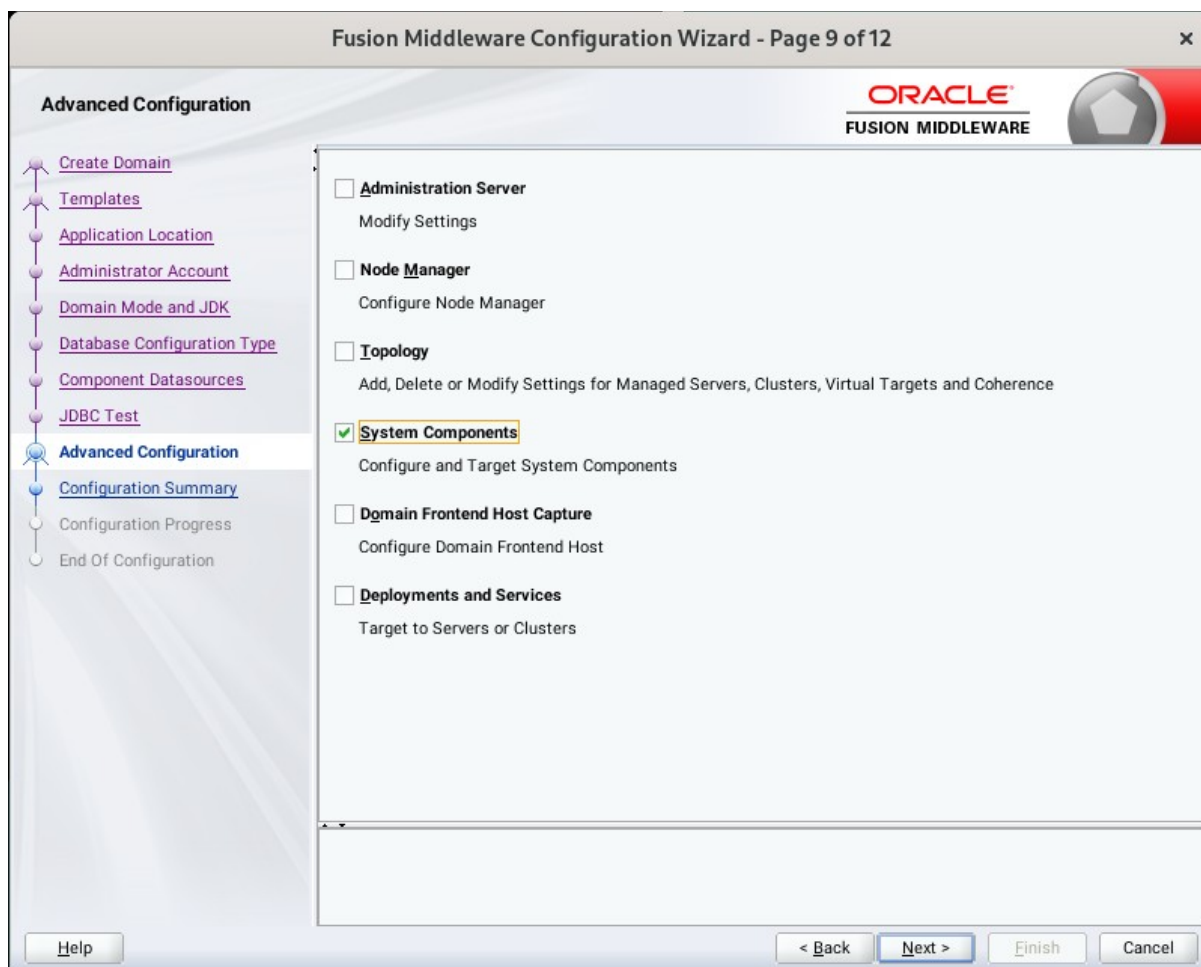 Fusion Middleware Configuration Wizard - Page 9 of 12
Advanced Configuration
ORACLE
FUSION MIDDLEWARE
Create Domain
Templates
Application Location
Administrator Account
Domain Mode and JDK
Database Configuration Type
Component Datasources
JDBC Test
Advanced Configuration
Configuration Summary
Configuration Progress
End Of Configuration
Administration Server
Modify Settings
Node Manager
Configure Node Manager
Topology
Add, Delete or Modify Settings for Managed Servers, Clusters, Virtual Targets and Coherence
System Components
Configure and Target System Components
Domain Frontend Host Capture
Configure Domain Frontend Host
Deployments and Services
Target to Servers or Clusters
Help
< Back
Next >
Finish
Cancel